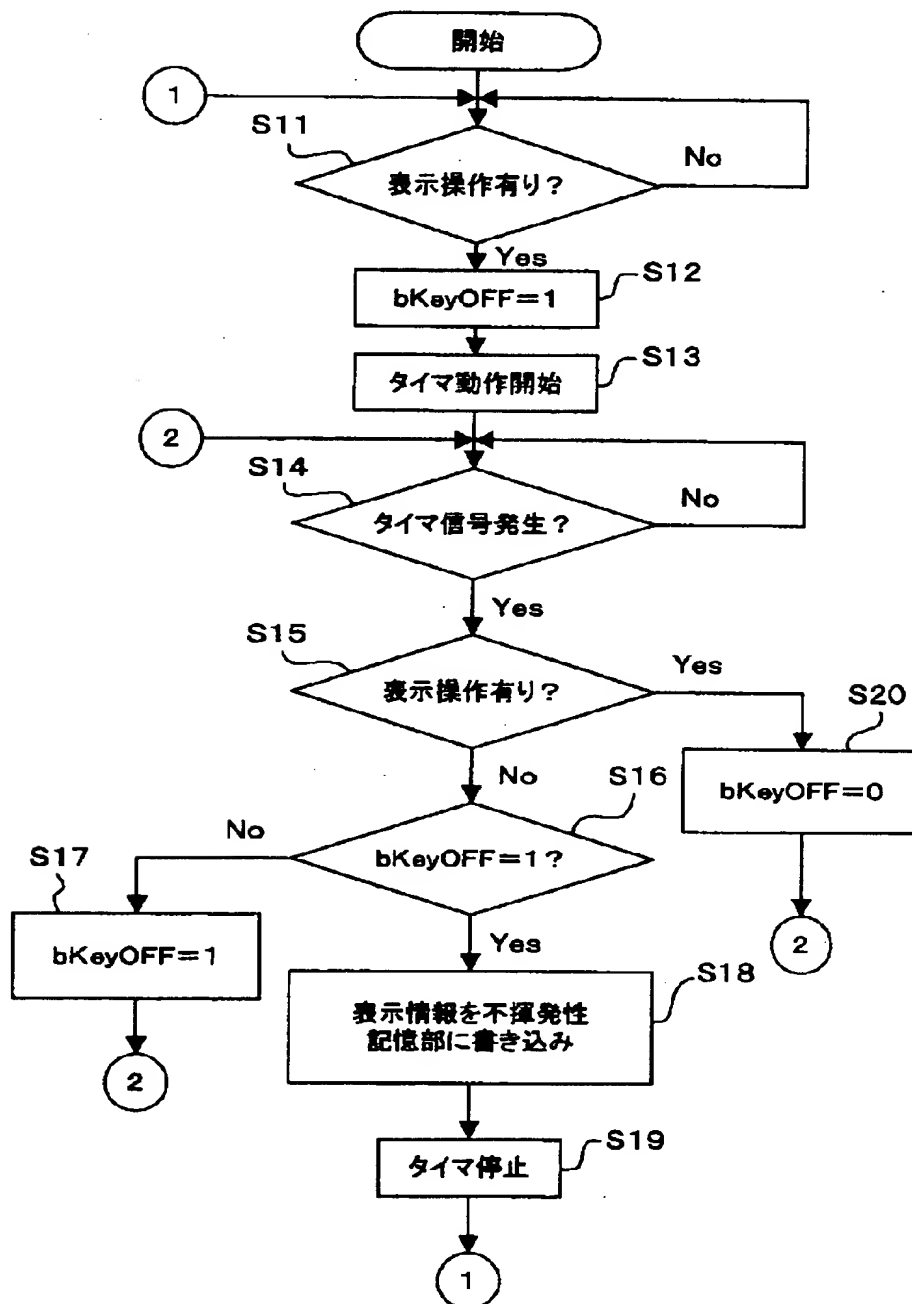 開始
1
S11
表示操作有り?
No
Yes
bKeyOFF=1
S12
タイマ動作開始
S13
2
S14
タイマ信号発生?
No
Yes
S15
表示操作有り?
Yes
S20
bKeyOFF=0
2
No
S16
bKeyOFF=1?
No
S17
bKeyOFF=1
2
Yes
S18
表示情報を不揮発性
記憶部に書き込み
S19
タイマ停止
1